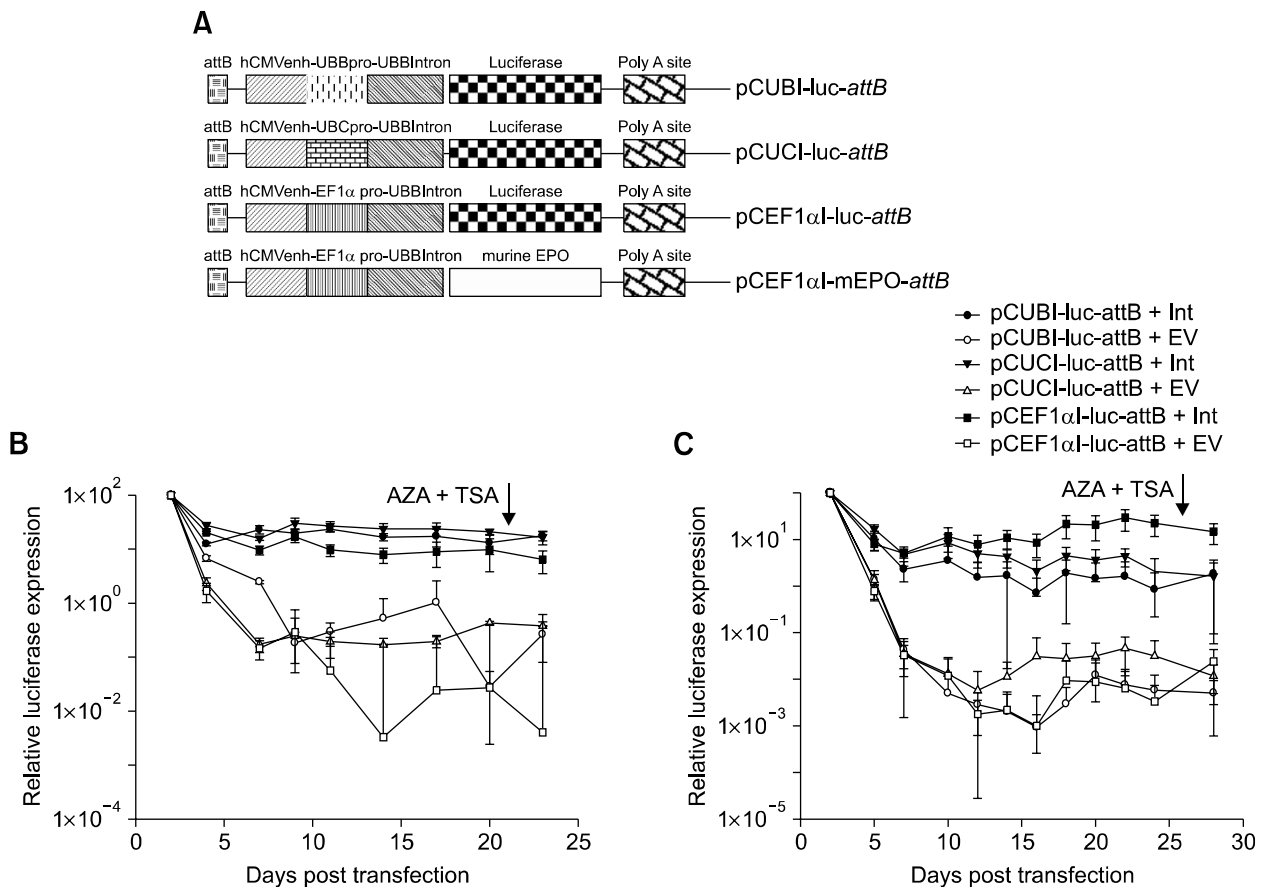 A
attB hCMVenh-UBBpro-UBBIntron Luciferase Poly A site
pCUBI-luc-attB
attB hCMVenh-UBCpro-UBBIntron Luciferase Poly A site
pCUCI-luc-attB
attB hCMVenh-EF1α pro-UBBIntron Luciferase Poly A site
pCEF1αI-luc-attB
attB hCMVenh-EF1α pro-UBBIntron murine EPO Poly A site
pCEF1αI-mEPO-attB
pCUBI-luc-attB + Int
pCUBI-luc-attB + EV
pCUCI-luc-attB + Int
pCUCI-luc-attB + EV
pCEF1αI-luc-attB + Int
pCEF1αI-luc-attB + EV
B
Relative luciferase expression
1×10²
1×10⁰
1×10⁻²
1×10⁻⁴
AZA + TSA
0 5 10 15 20 25
Days post transfection
C
Relative luciferase expression
1×10¹
1×10⁻¹
1×10⁻³
1×10⁻⁵
AZA + TSA
0 5 10 15 20 25 30
Days post transfection